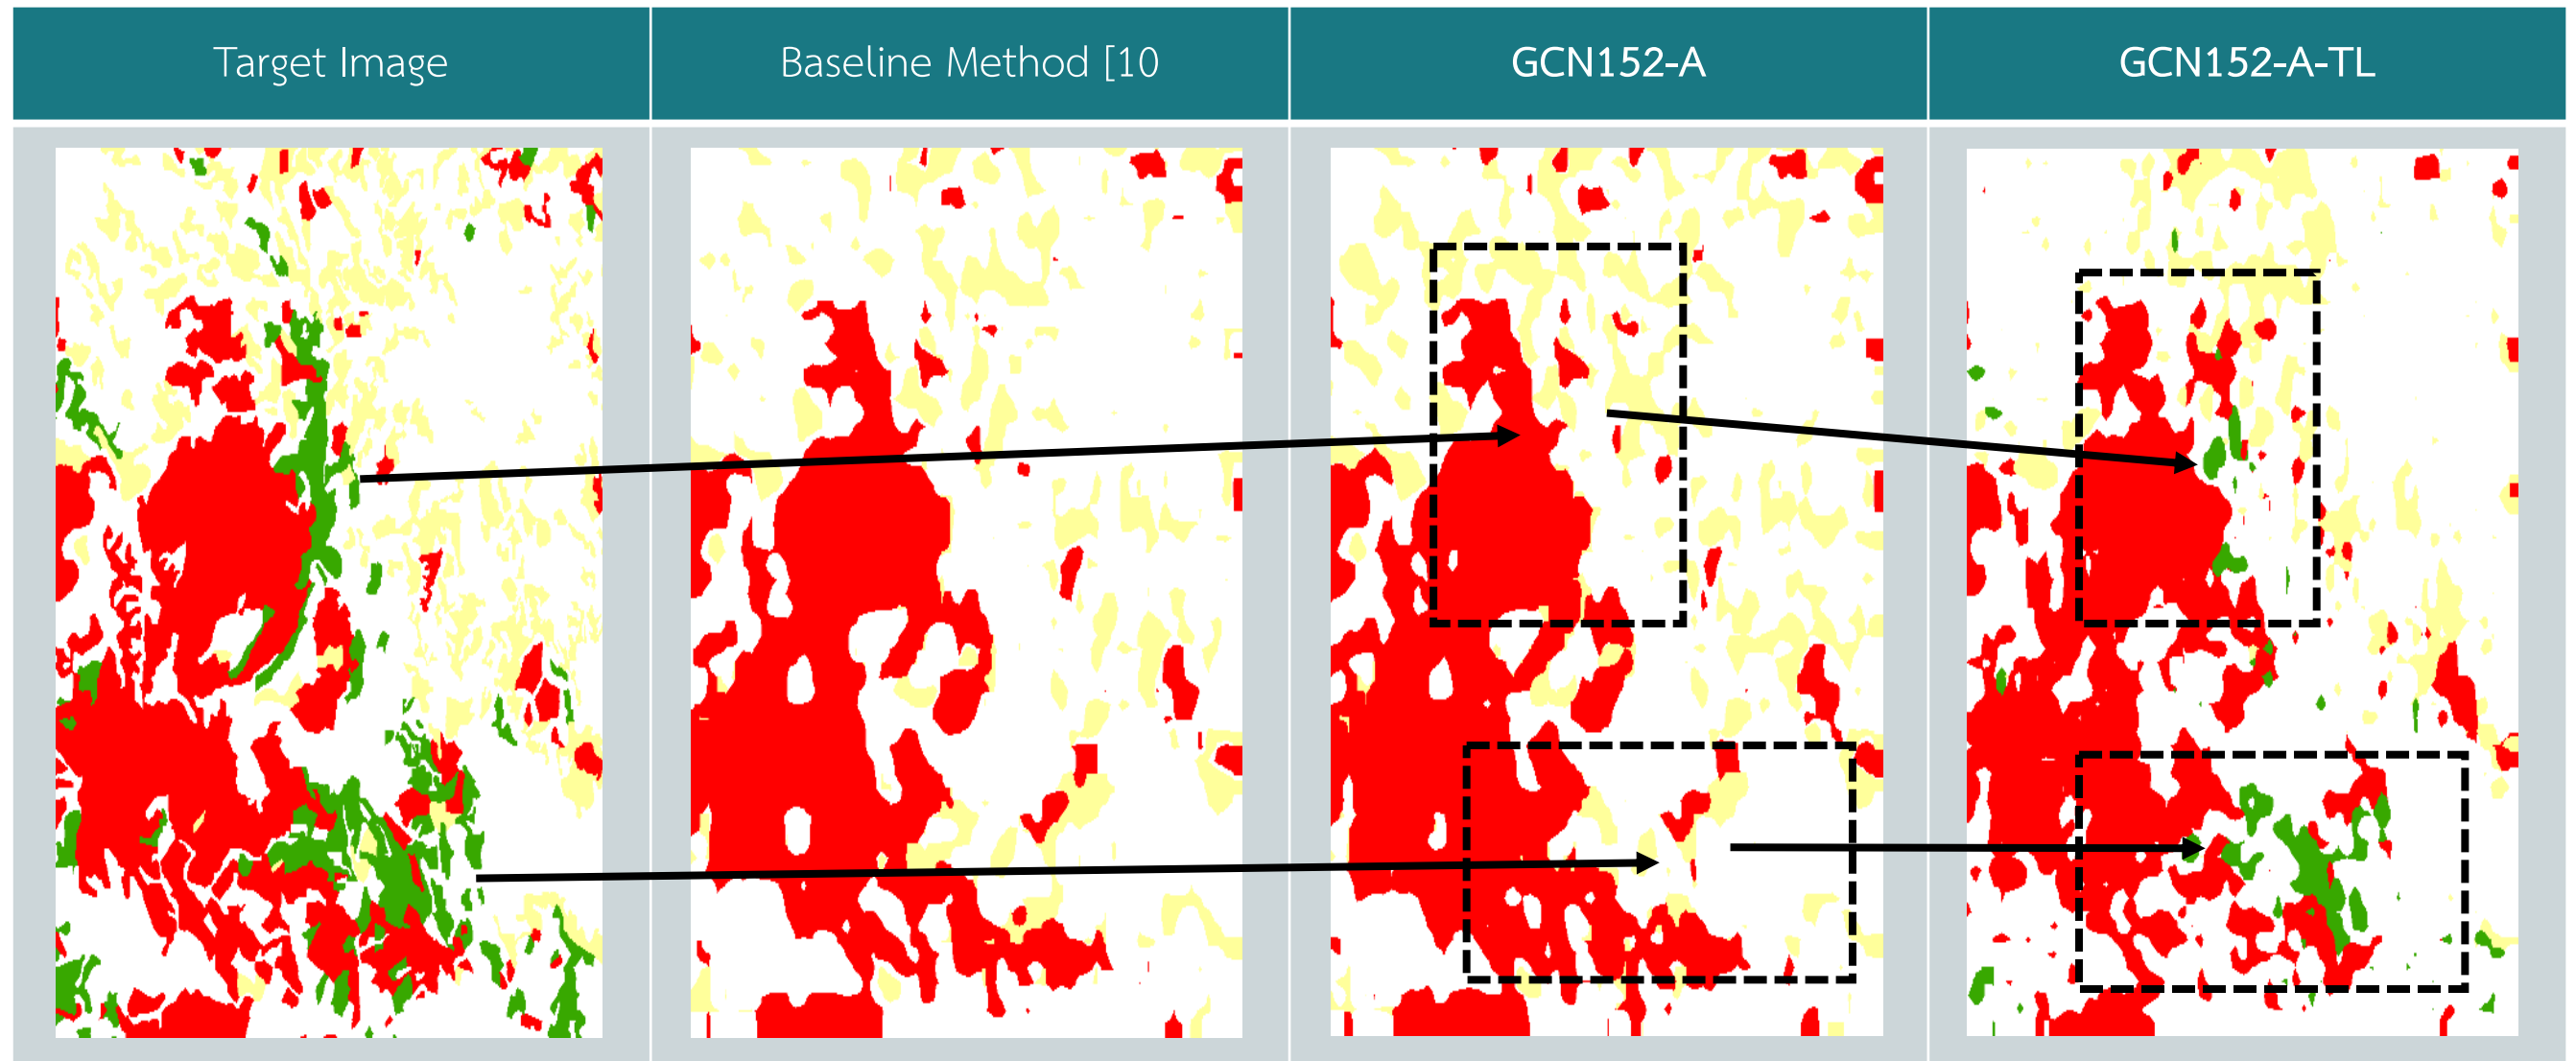 Target Image
Baseline Method [10
GCN152-A
GCN152-A-TL